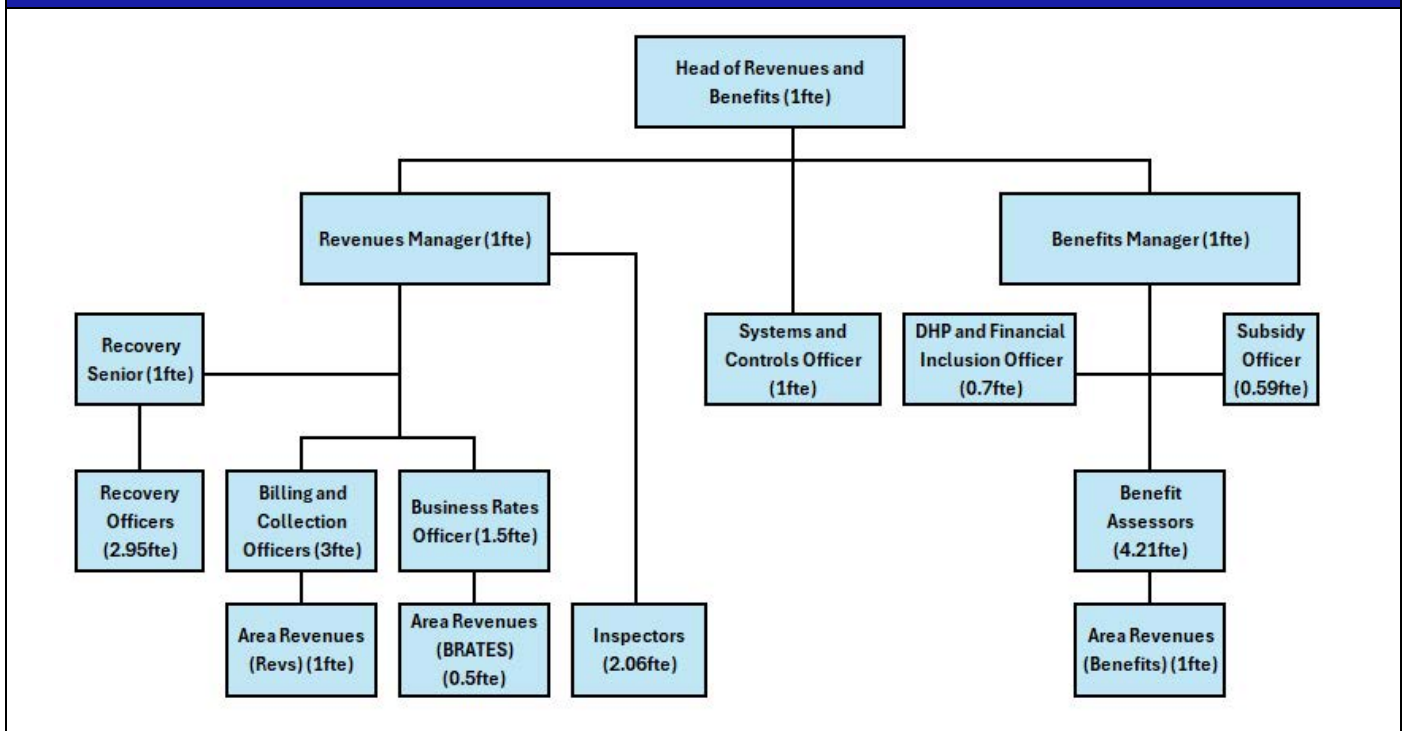 Head of Revenues and
Benefits (1fte)
Revenues Manager (1fte)
Benefits Manager (1fte)
Recovery
Senior (1fte)
Systems and
Controls Officer
(1fte)
DHP and Financial
Inclusion Officer
(0.7fte)
Subsidy
Officer
(0.59fte)
Recovery
Officers
(2.95fte)
Billing and
Collection
Officers (3fte)
Business Rates
Officer (1.5fte)
Benefit
Assessors
(4.21fte)
Area Revenues
(Revs) (1fte)
Area Revenues
(BRATES)
(0.5fte)
Inspectors
(2.06fte)
Area Revenues
(Benefits) (1fte)